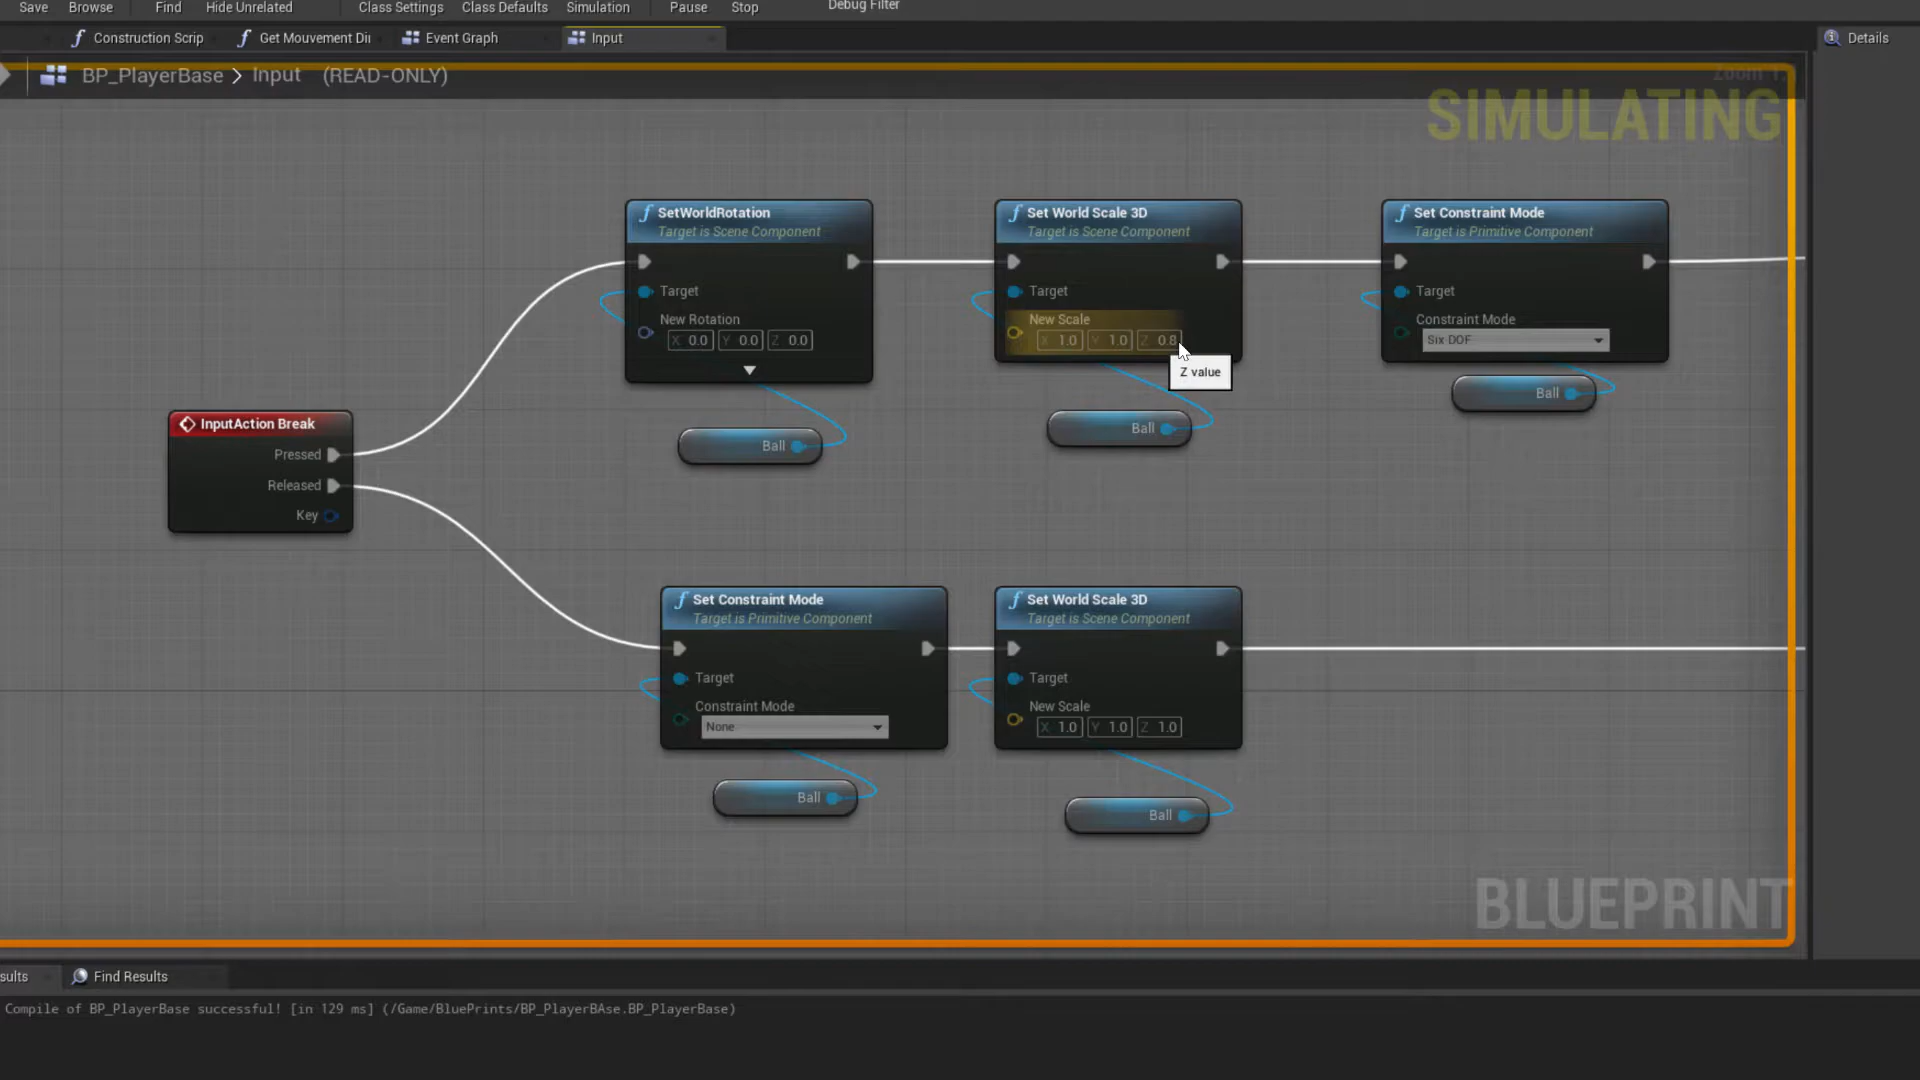 Save Browse Find Hide Unrelated Class Settings Class Defaults Simulation Pause Stop Debug Filter
Construction Scrip Get Mouvement Dir Event Graph Input Details
BP_PlayerBase > Input (READ-ONLY)
Zoom 1:
SIMULATING
SetWorldRotation
Target is Scene Component
Target
New Rotation
X 0.0 Y 0.0 Z 0.0
Ball
Set World Scale 3D
Target is Scene Component
Target
New Scale
X 1.0 Y 1.0 Z 0.8
Z value
Ball
Set Constraint Mode
Target is Primitive Component
Target
Constraint Mode
Six DOF
Ball
InputAction Break
Pressed
Released
Key
Set Constraint Mode
Target is Primitive Component
Target
Constraint Mode
None
Ball
Set World Scale 3D
Target is Scene Component
Target
New Scale
X 1.0 Y 1.0 Z 1.0
Ball
BLUEPRINT
sults Find Results
Compile of BP_PlayerBase successful! [in 129 ms] (/Game/BluePrints/BP_PlayerBAse.BP_PlayerBase)